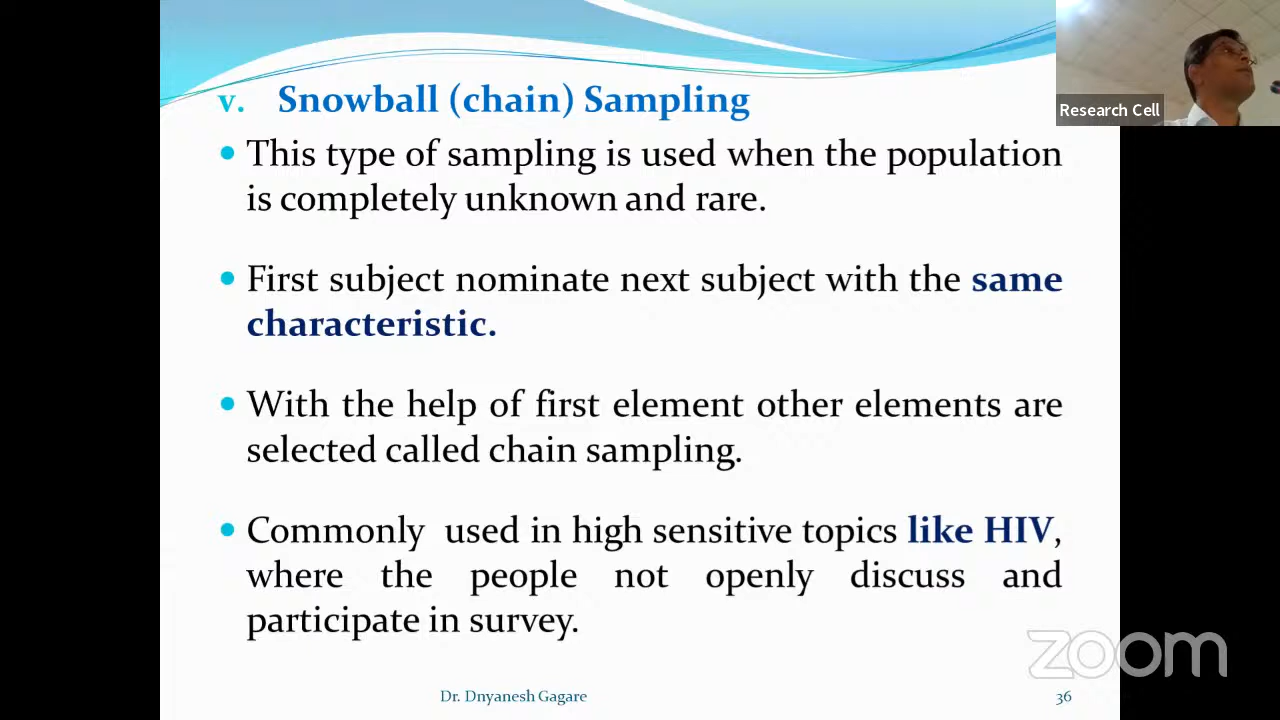 v. Snowball (chain) Sampling
Research Cell
• This type of sampling is used when the population
is completely unknown and rare.
• First subject nominate next subject with the same
characteristic.
• With the help of first element other elements are
selected called chain sampling.
• Commonly used in high sensitive topics like HIV,
where the people not openly discuss and
participate in survey.
zoom
Dr. Dnyanesh Gagare
36